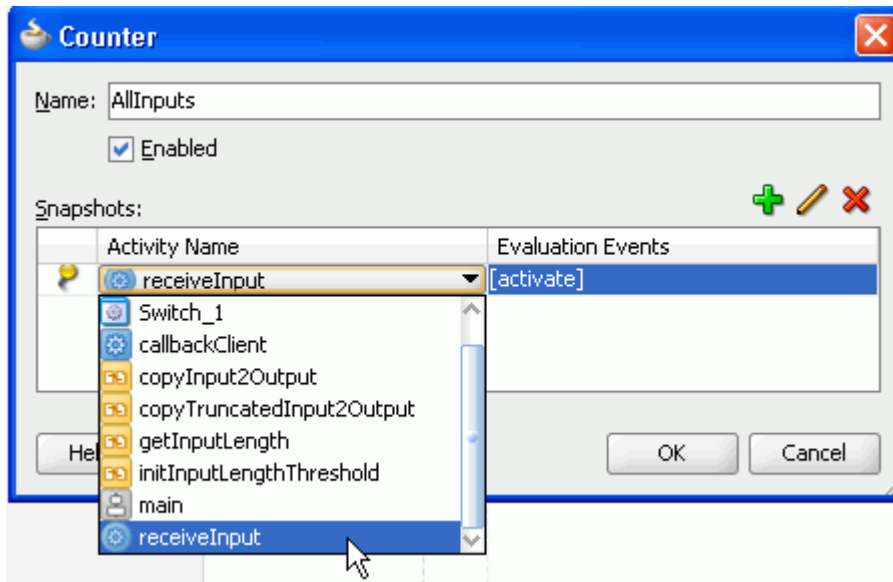 Counter
Name: AllInputs
Enabled
Snapshots:
Activity Name Evaluation Events
receiveInput [activate]
Switch_1
callbackClient
copyInput2Output
copyTruncatedInput2Output
getInputLength
initInputLengthThreshold
main
receiveInput
Hel OK Cancel